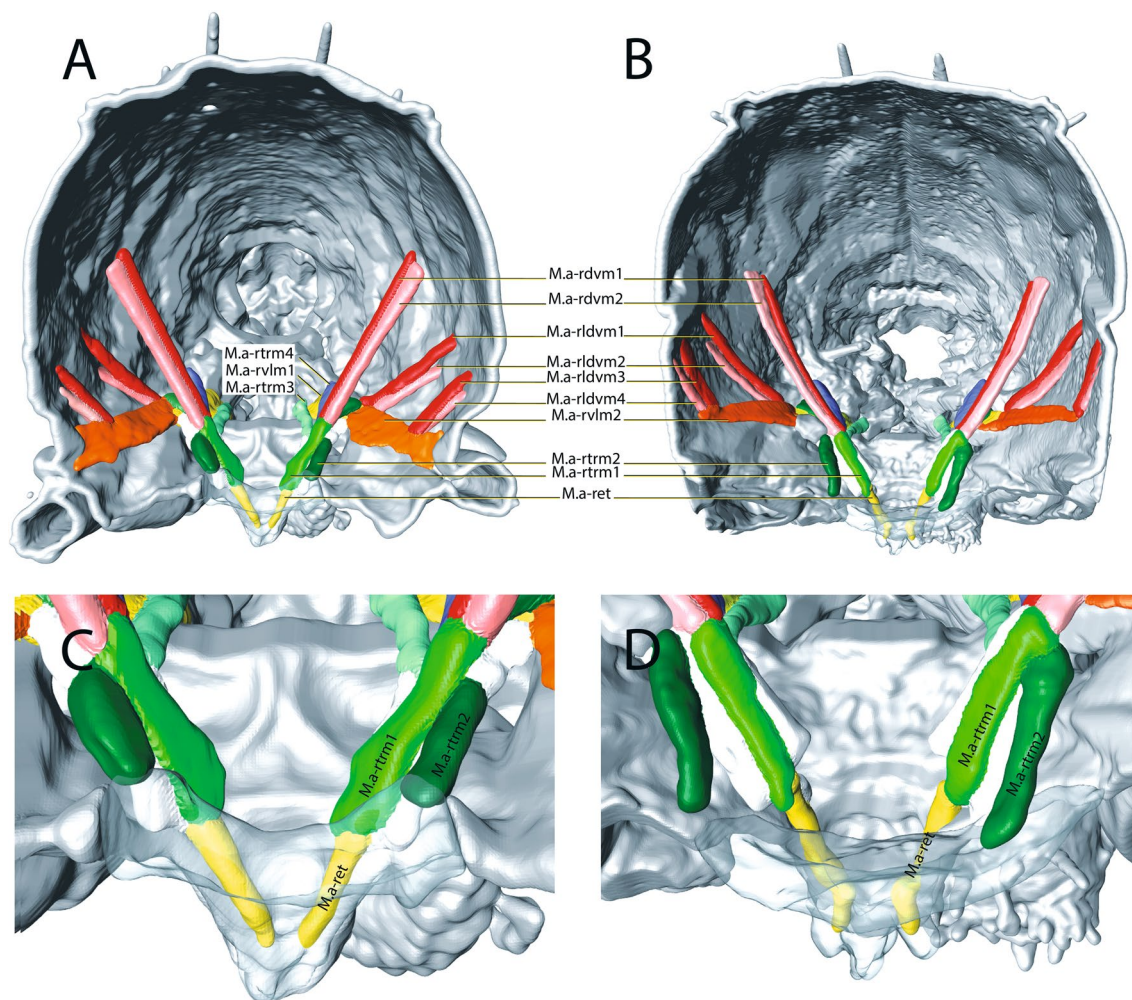 A
B
M.a-rdvm1
M.a-rdvm2
M.a-rldvm1
M.a-rtrm4
M.a-rvlm1
M.a-rtrm3
M.a-rldvm2
M.a-rldvm3
M.a-rldvm4
M.a-rvlm2
M.a-rtrm2
M.a-rtrm1
M.a-ret
C
M.a-rtrm1
M.a-rtrm2
M.a-ret
D
M.a-rtrm1
M.a-rtrm2
M.a-ret